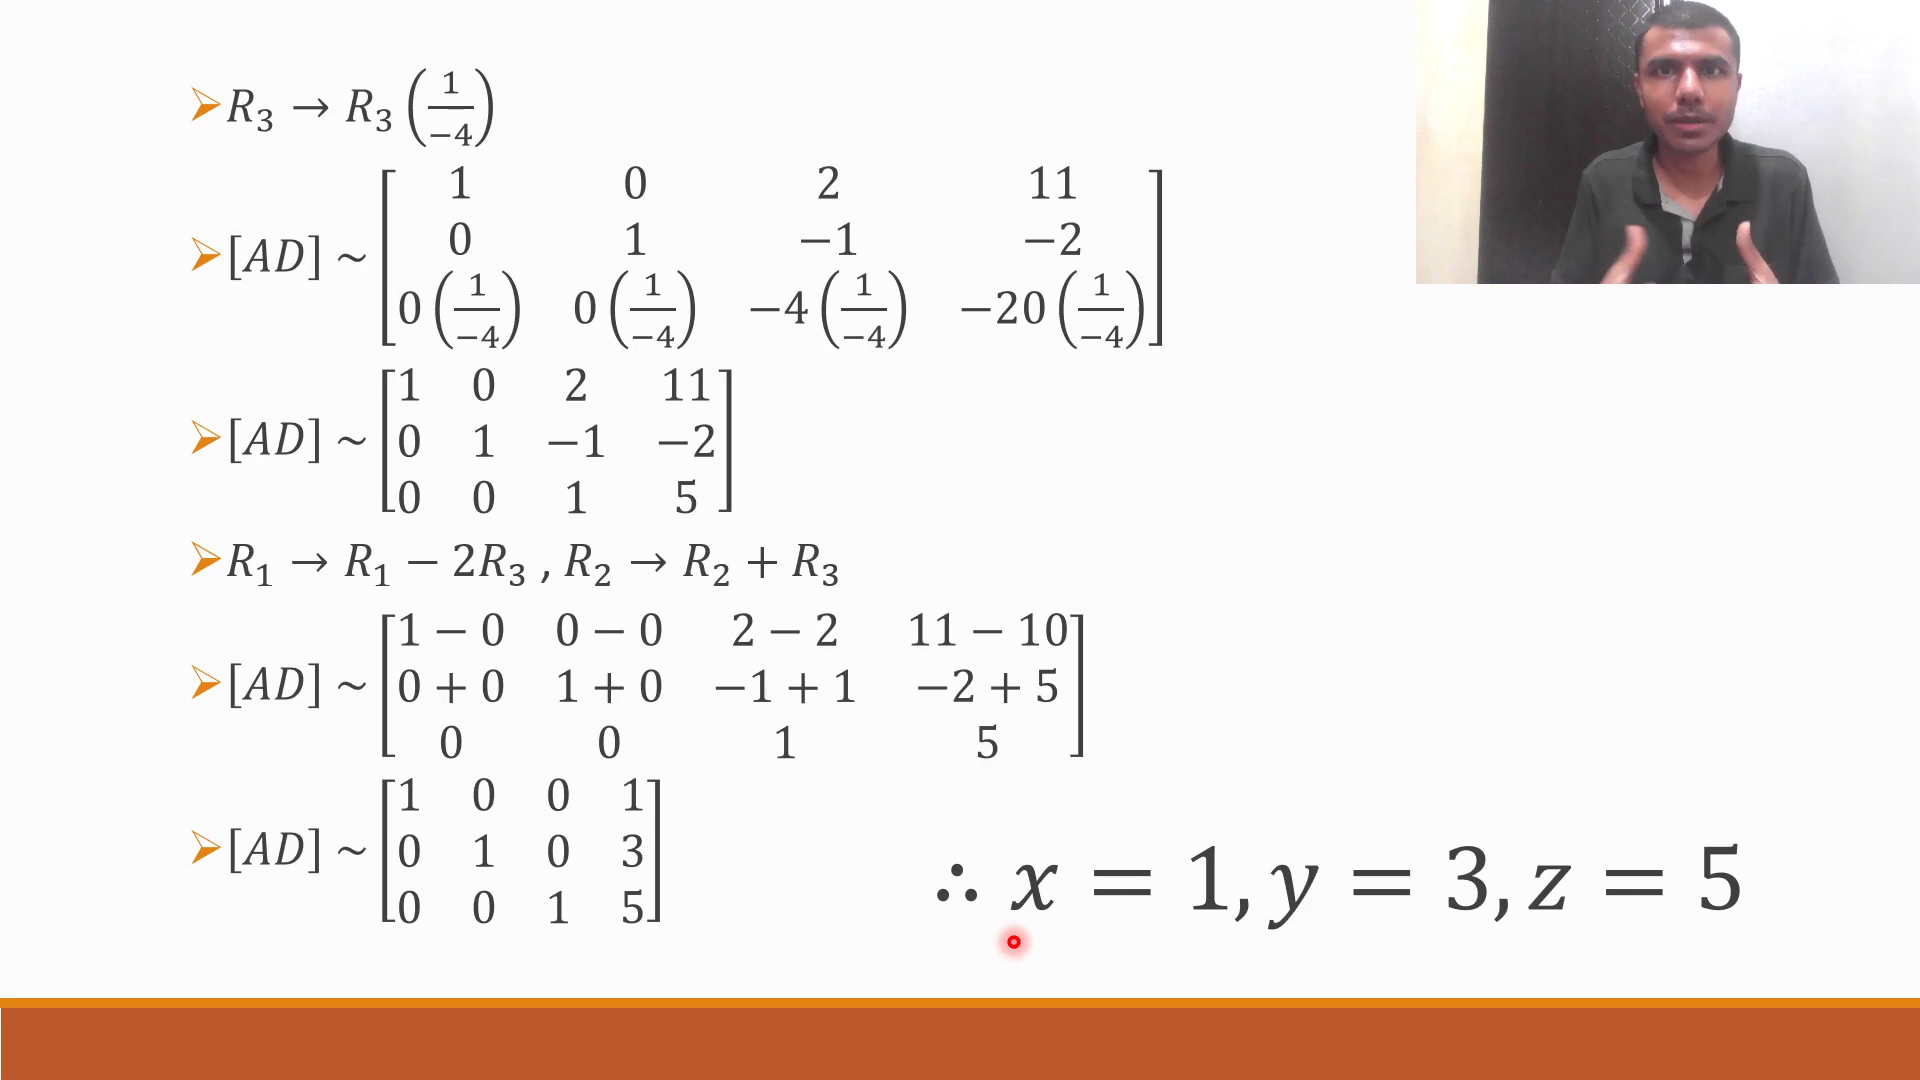 ➢R₃ → R₃ (1/−4)
➢[AD] ~ [1 0 2 11
0 1 −1 −2
0(1/−4) 0(1/−4) −4(1/−4) −20(1/−4)]
➢[AD] ~ [1 0 2 11
0 1 −1 −2
0 0 1 5]
➢R₁ → R₁ − 2R₃ , R₂ → R₂ + R₃
➢[AD] ~ [1 − 0 0 − 0 2 − 2 11 − 10
0 + 0 1 + 0 −1 + 1 −2 + 5
0 0 1 5]
➢[AD] ~ [1 0 0 1
0 1 0 3
0 0 1 5]
∴ x = 1, y = 3, z = 5